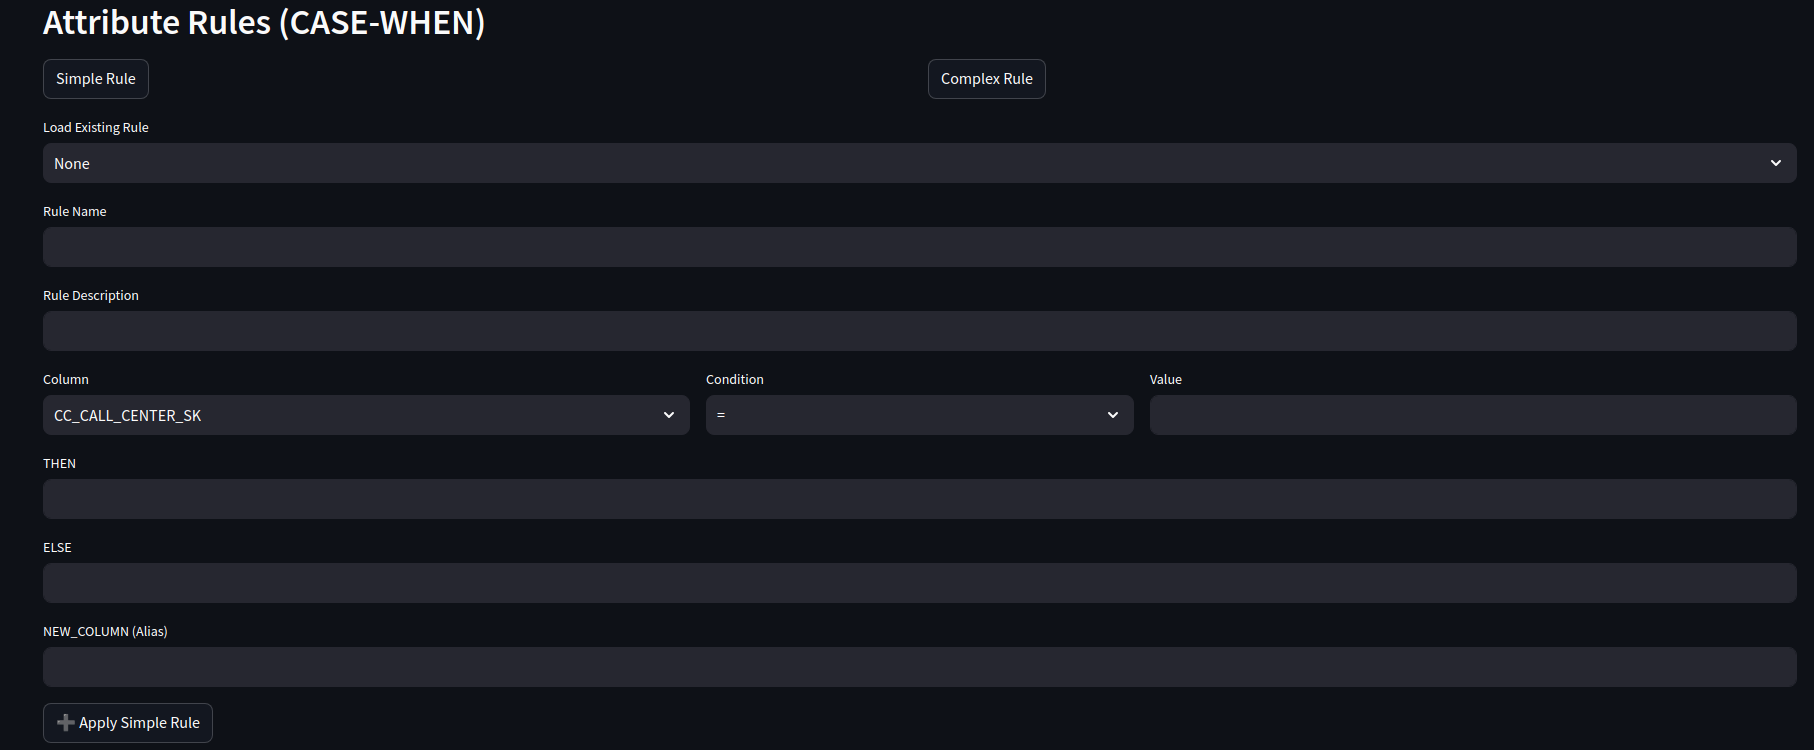 Attribute Rules (CASE-WHEN)
Simple Rule
Complex Rule
Load Existing Rule
None
Rule Name
Rule Description
Column
Condition
Value
CC_CALL_CENTER_SK
=
THEN
ELSE
NEW_COLUMN (Alias)
➕ Apply Simple Rule